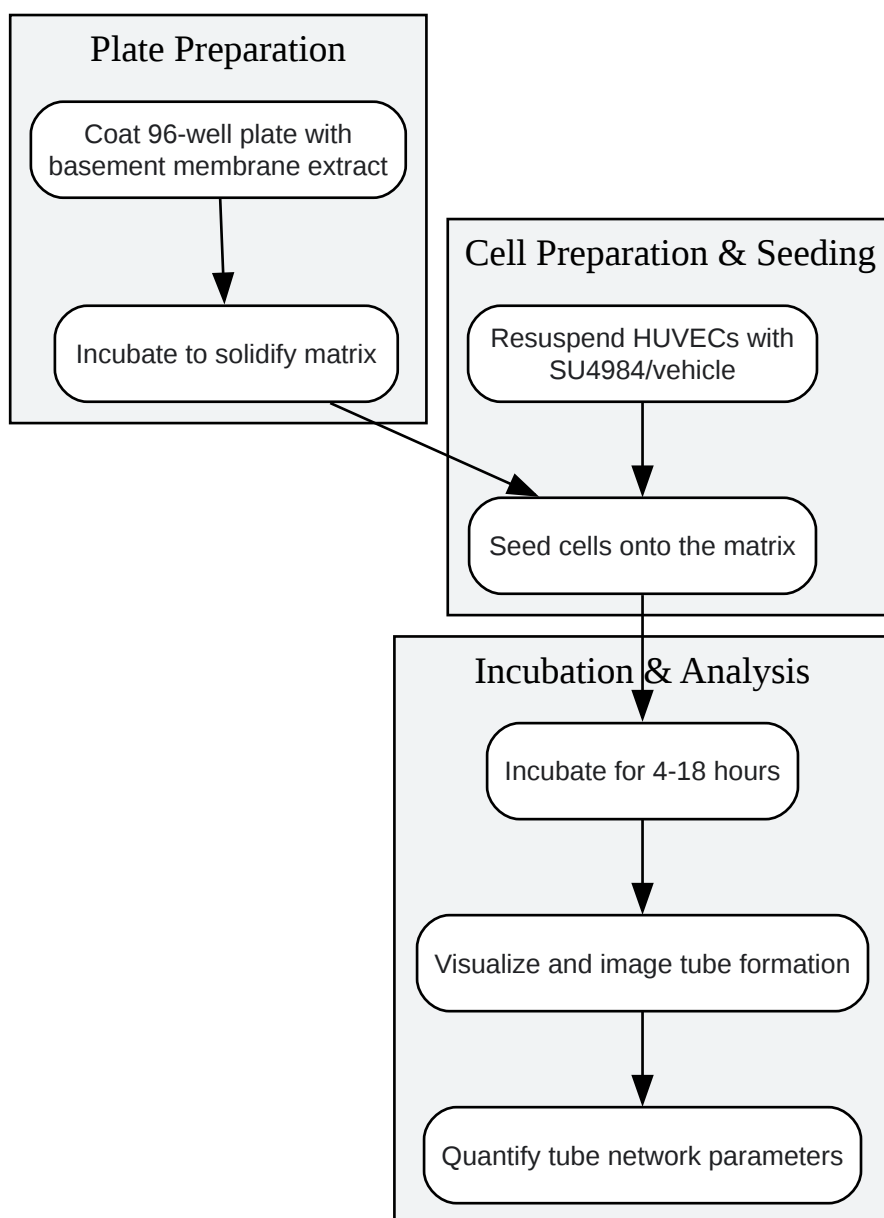 Plate Preparation
Coat 96-well plate with
basement membrane extract
Incubate to solidify matrix
Cell Preparation & Seeding
Resuspend HUVECs with
SU4984/vehicle
Seed cells onto the matrix
Incubation & Analysis
Incubate for 4-18 hours
Visualize and image tube formation
Quantify tube network parameters